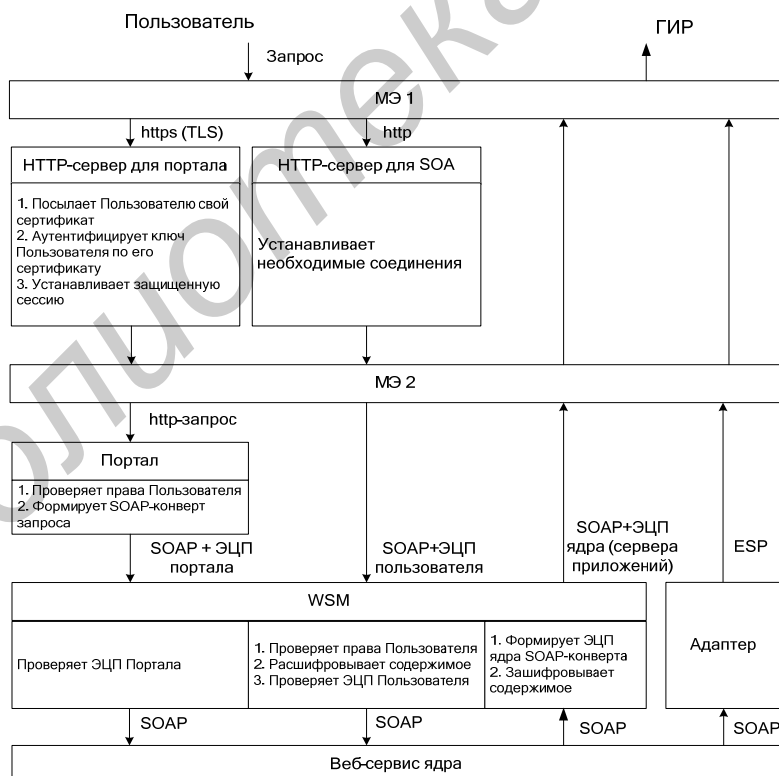 Пользователь
ГИР
Запрос
МЭ 1
https (TLS)
http
HTTP-сервер для портала
HTTP-сервер для SOA
1. Посылает Пользователю свой
сертификат
2. Аутентифицирует ключ
Пользователя по его
сертификату
3. Устанавливает защищенную
сессию
Устанавливает
необходимые соединения
МЭ 2
http-запрос
Портал
1. Проверяет права Пользователя
2. Формирует SOAP-конверт
запроса
SOAP + ЭЦП
портала
SOAP+ЭЦП
пользователя
SOAP+ЭЦП
ядра (сервера
приложений)
ESP
WSM
Проверяет ЭЦП Портала
1. Проверяет права Пользователя
2. Расшифровывает содержимое
3. Проверяет ЭЦП Пользователя
1. Формирует ЭЦП
ядра SOAP-конверта
2. Зашифровывает
содержимое
Адаптер
SOAP
SOAP
SOAP
SOAP
Веб-сервис ядра